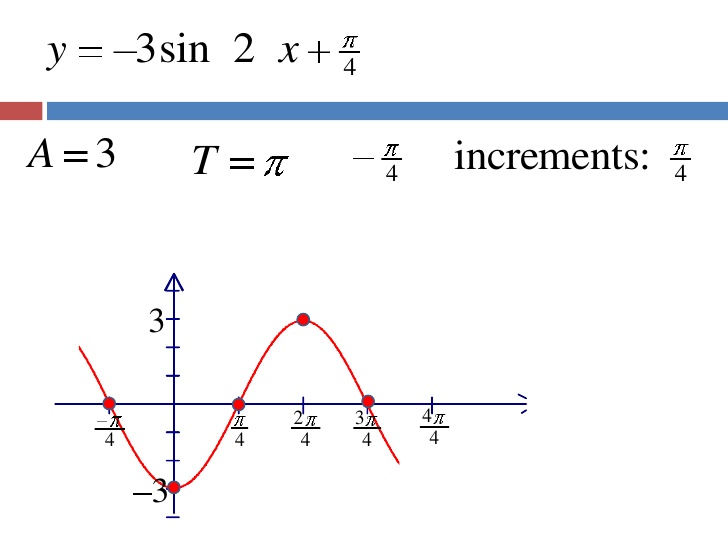 y = –3sin 2 x + π/4
A = 3 T = π –π/4 increments: π/4
3
–π/4 π/4 2π/4 3π/4 4π/4
–3